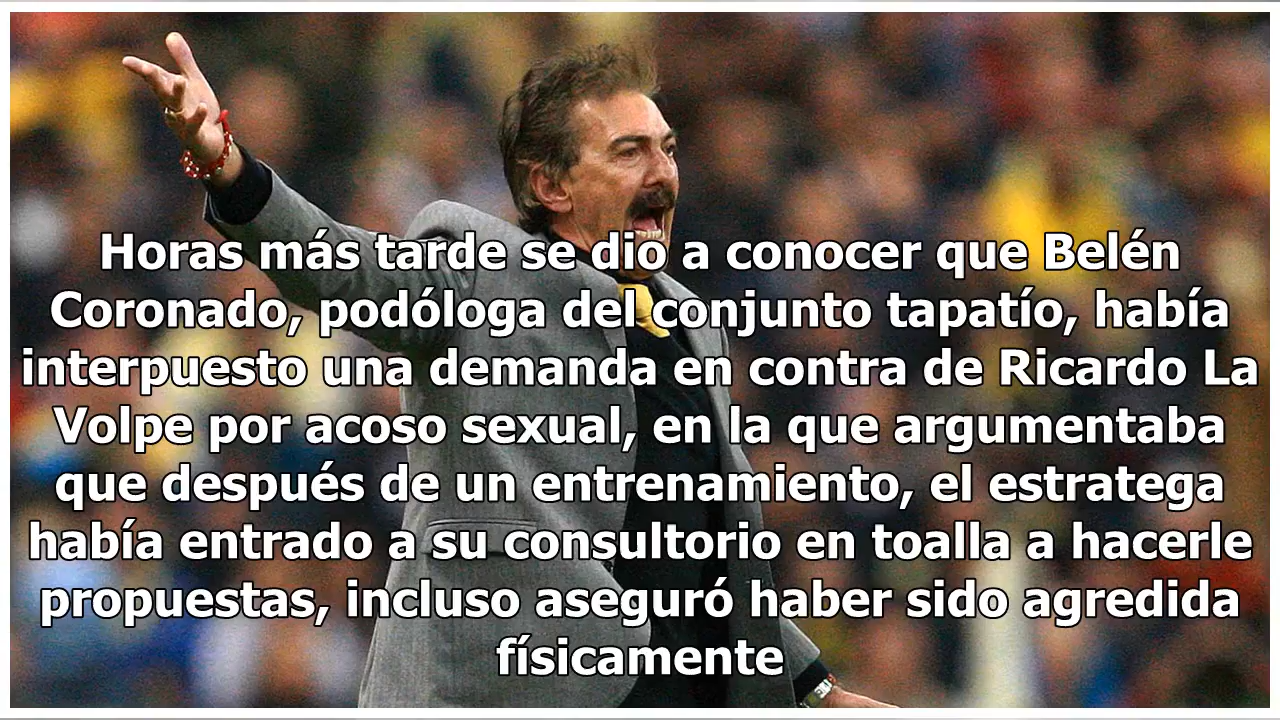 Horas más tarde se dio a conocer que Belén
Coronado, podóloga del conjunto tapatío, había
interpuesto una demanda en contra de Ricardo La
Volpe por acoso sexual, en la que argumentaba
que después de un entrenamiento, el estratega
había entrado a su consultorio en toalla a hacerle
propuestas, incluso aseguró haber sido agredida
físicamente